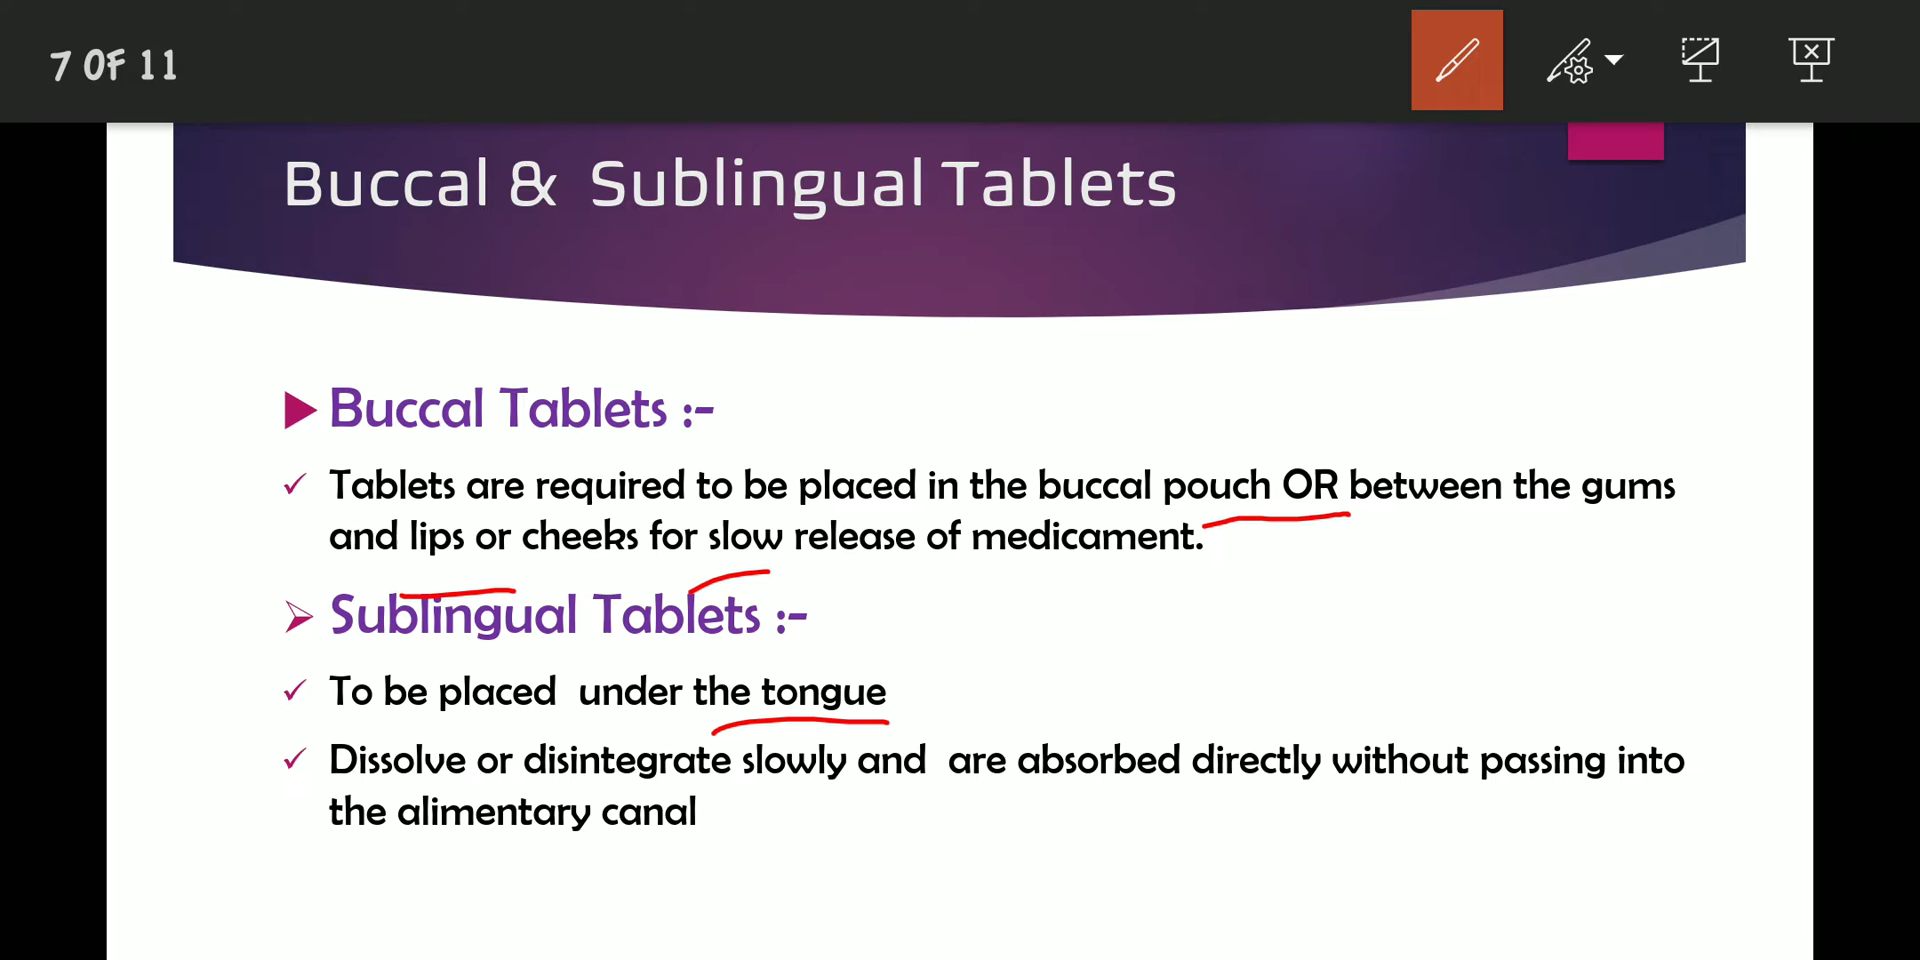 7 OF 11
Buccal & Sublingual Tablets
Buccal Tablets :-
Tablets are required to be placed in the buccal pouch OR between the gums
and lips or cheeks for slow release of medicament.
Sublingual Tablets :-
To be placed under the tongue
Dissolve or disintegrate slowly and are absorbed directly without passing into
the alimentary canal